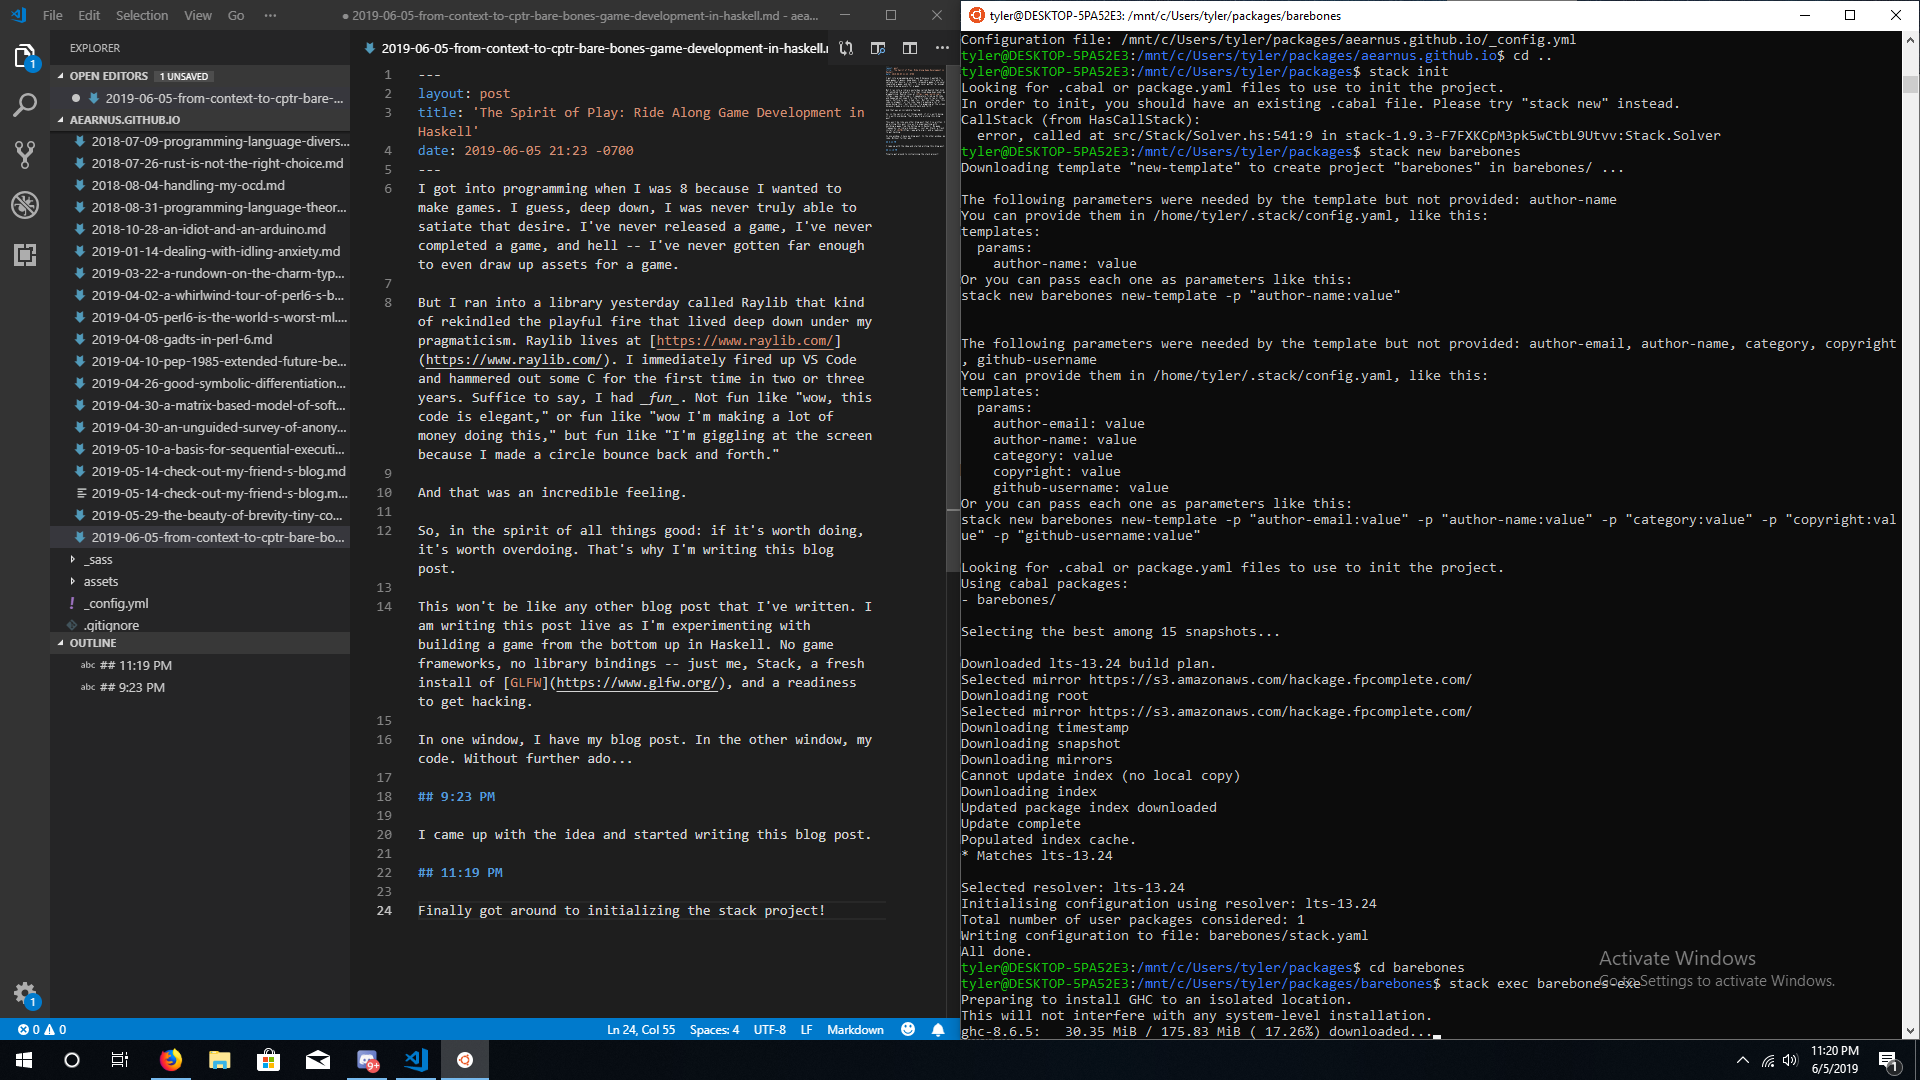 File Edit Selection View Go ··· ● 2019-06-05-from-context-to-cptr-bare-bones-game-development-in-haskell.md - aea...
EXPLORER
OPEN EDITORS 1 UNSAVED
● 2019-06-05-from-context-to-cptr-bare-...
AEARNUS.GITHUB.IO
2018-07-09-programming-language-divers...
2018-07-26-rust-is-not-the-right-choice.md
2018-08-04-handling-my-ocd.md
2018-08-31-programming-language-theor...
2018-10-28-an-idiot-and-an-arduino.md
2019-01-14-dealing-with-idling-anxiety.md
2019-03-22-a-rundown-on-the-charm-typ...
2019-04-02-a-whirlwind-tour-of-perl6-s-b...
2019-04-05-perl6-is-the-world-s-worst-ml....
2019-04-08-gadts-in-perl-6.md
2019-04-10-pep-1985-extended-future-be...
2019-04-26-good-symbolic-differentiation...
2019-04-30-a-matrix-based-model-of-soft...
2019-04-30-an-unguided-survey-of-anony...
2019-05-10-a-basis-for-sequential-executi...
2019-05-14-check-out-my-friend-s-blog.md
2019-05-14-check-out-my-friend-s-blog.m...
2019-05-29-the-beauty-of-brevity-tiny-co...
2019-06-05-from-context-to-cptr-bare-bo...
_sass
assets
! _config.yml
.gitignore
OUTLINE
abc ## 11:19 PM
abc ## 9:23 PM
2019-06-05-from-context-to-cptr-bare-bones-game-development-in-haskell.
1 ---
2 layout: post
3 title: 'The Spirit of Play: Ride Along Game Development in
Haskell'
4 date: 2019-06-05 21:23 -0700
5 ---
6 I got into programming when I was 8 because I wanted to
make games. I guess, deep down, I was never truly able to
satiate that desire. I've never released a game, I've never
completed a game, and hell -- I've never gotten far enough
to even draw up assets for a game.
7
8 But I ran into a library yesterday called Raylib that kind
of rekindled the playful fire that lived deep down under my
pragmaticism. Raylib lives at [https://www.raylib.com/]
(https://www.raylib.com/). I immediately fired up VS Code
and hammered out some C for the first time in two or three
years. Suffice to say, I had _fun_. Not fun like "wow, this
code is elegant," or fun like "wow I'm making a lot of
money doing this," but fun like "I'm giggling at the screen
because I made a circle bounce back and forth."
9
10 And that was an incredible feeling.
11
12 So, in the spirit of all things good: if it's worth doing,
it's worth overdoing. That's why I'm writing this blog
post.
13
14 This won't be like any other blog post that I've written. I
am writing this post live as I'm experimenting with
building a game from the bottom up in Haskell. No game
frameworks, no library bindings -- just me, Stack, a fresh
install of [GLFW](https://www.glfw.org/), and a readiness
to get hacking.
15
16 In one window, I have my blog post. In the other window, my
code. Without further ado...
17
18 ## 9:23 PM
19
20 I came up with the idea and started writing this blog post.
21
22 ## 11:19 PM
23
24 Finally got around to initializing the stack project!
0 0 Ln 24, Col 55 Spaces: 4 UTF-8 LF Markdown
tyler@DESKTOP-5PA52E3: /mnt/c/Users/tyler/packages/barebones
Configuration file: /mnt/c/Users/tyler/packages/aearnus.github.io/_config.yml
tyler@DESKTOP-5PA52E3:/mnt/c/Users/tyler/packages/aearnus.github.io$ cd ..
tyler@DESKTOP-5PA52E3:/mnt/c/Users/tyler/packages$ stack init
Looking for .cabal or package.yaml files to use to init the project.
In order to init, you should have an existing .cabal file. Please try "stack new" instead.
CallStack (from HasCallStack):
error, called at src/Stack/Solver.hs:541:9 in stack-1.9.3-F7FXKCpM3pk5wCtbL9Utvv:Stack.Solver
tyler@DESKTOP-5PA52E3:/mnt/c/Users/tyler/packages$ stack new barebones
Downloading template "new-template" to create project "barebones" in barebones/ ...
The following parameters were needed by the template but not provided: author-name
You can provide them in /home/tyler/.stack/config.yaml, like this:
templates:
params:
author-name: value
Or you can pass each one as parameters like this:
stack new barebones new-template -p "author-name:value"
The following parameters were needed by the template but not provided: author-email, author-name, category, copyright
, github-username
You can provide them in /home/tyler/.stack/config.yaml, like this:
templates:
params:
author-email: value
author-name: value
category: value
copyright: value
github-username: value
Or you can pass each one as parameters like this:
stack new barebones new-template -p "author-email:value" -p "author-name:value" -p "category:value" -p "copyright:val
ue" -p "github-username:value"
Looking for .cabal or package.yaml files to use to init the project.
Using cabal packages:
- barebones/
Selecting the best among 15 snapshots...
Downloaded lts-13.24 build plan.
Selected mirror https://s3.amazonaws.com/hackage.fpcomplete.com/
Downloading root
Selected mirror https://s3.amazonaws.com/hackage.fpcomplete.com/
Downloading timestamp
Downloading snapshot
Downloading mirrors
Cannot update index (no local copy)
Downloading index
Updated package index downloaded
Update complete
Populated index cache.
* Matches lts-13.24
Selected resolver: lts-13.24
Initialising configuration using resolver: lts-13.24
Total number of user packages considered: 1
Writing configuration to file: barebones/stack.yaml
All done.
tyler@DESKTOP-5PA52E3:/mnt/c/Users/tyler/packages$ cd barebones
tyler@DESKTOP-5PA52E3:/mnt/c/Users/tyler/packages/barebones$ stack exec barebones-exe
Preparing to install GHC to an isolated location.
This will not interfere with any system-level installation.
ghc-8.6.5: 30.35 MiB / 175.83 MiB ( 17.26%) downloaded...
Activate Windows
Go to Settings to activate Windows.
11:20 PM
6/5/2019